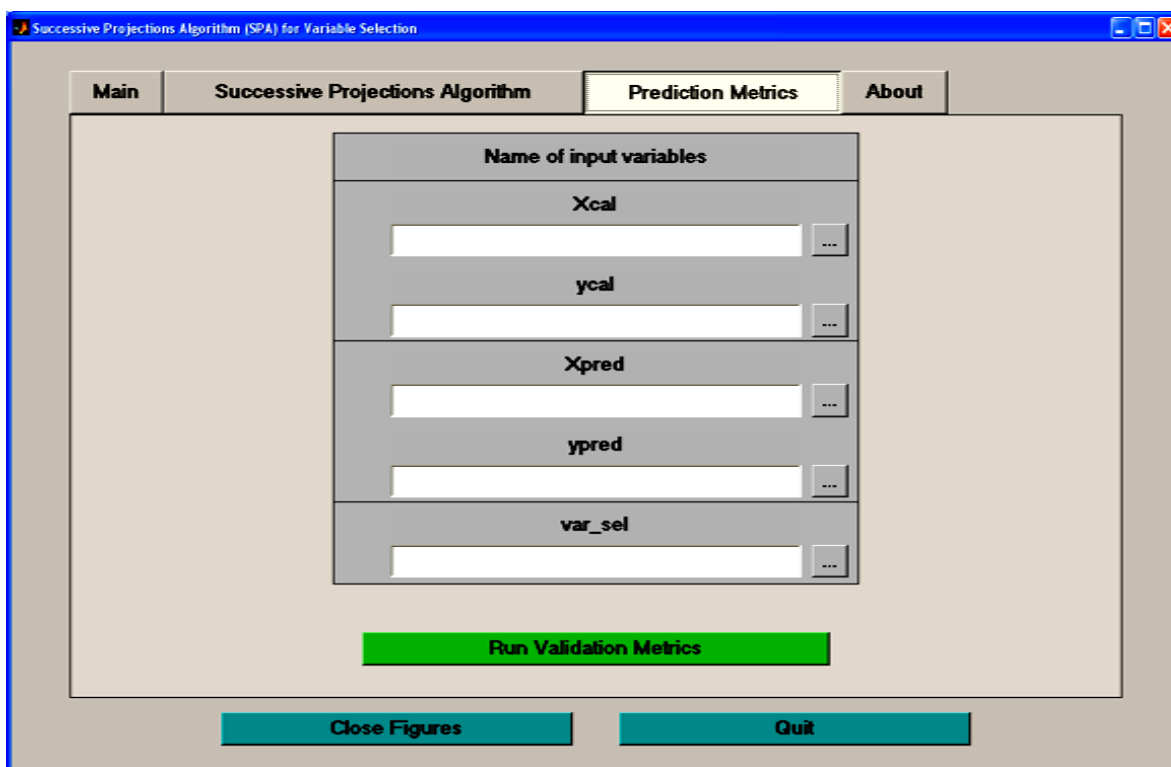 Successive Projections Algorithm (SPA) for Variable Selection
Main Successive Projections Algorithm Prediction Metrics About
Name of input variables
Xcal
...
ycal
...
Xpred
...
ypred
...
var_sel
...
Run Validation Metrics
Close Figures Quit